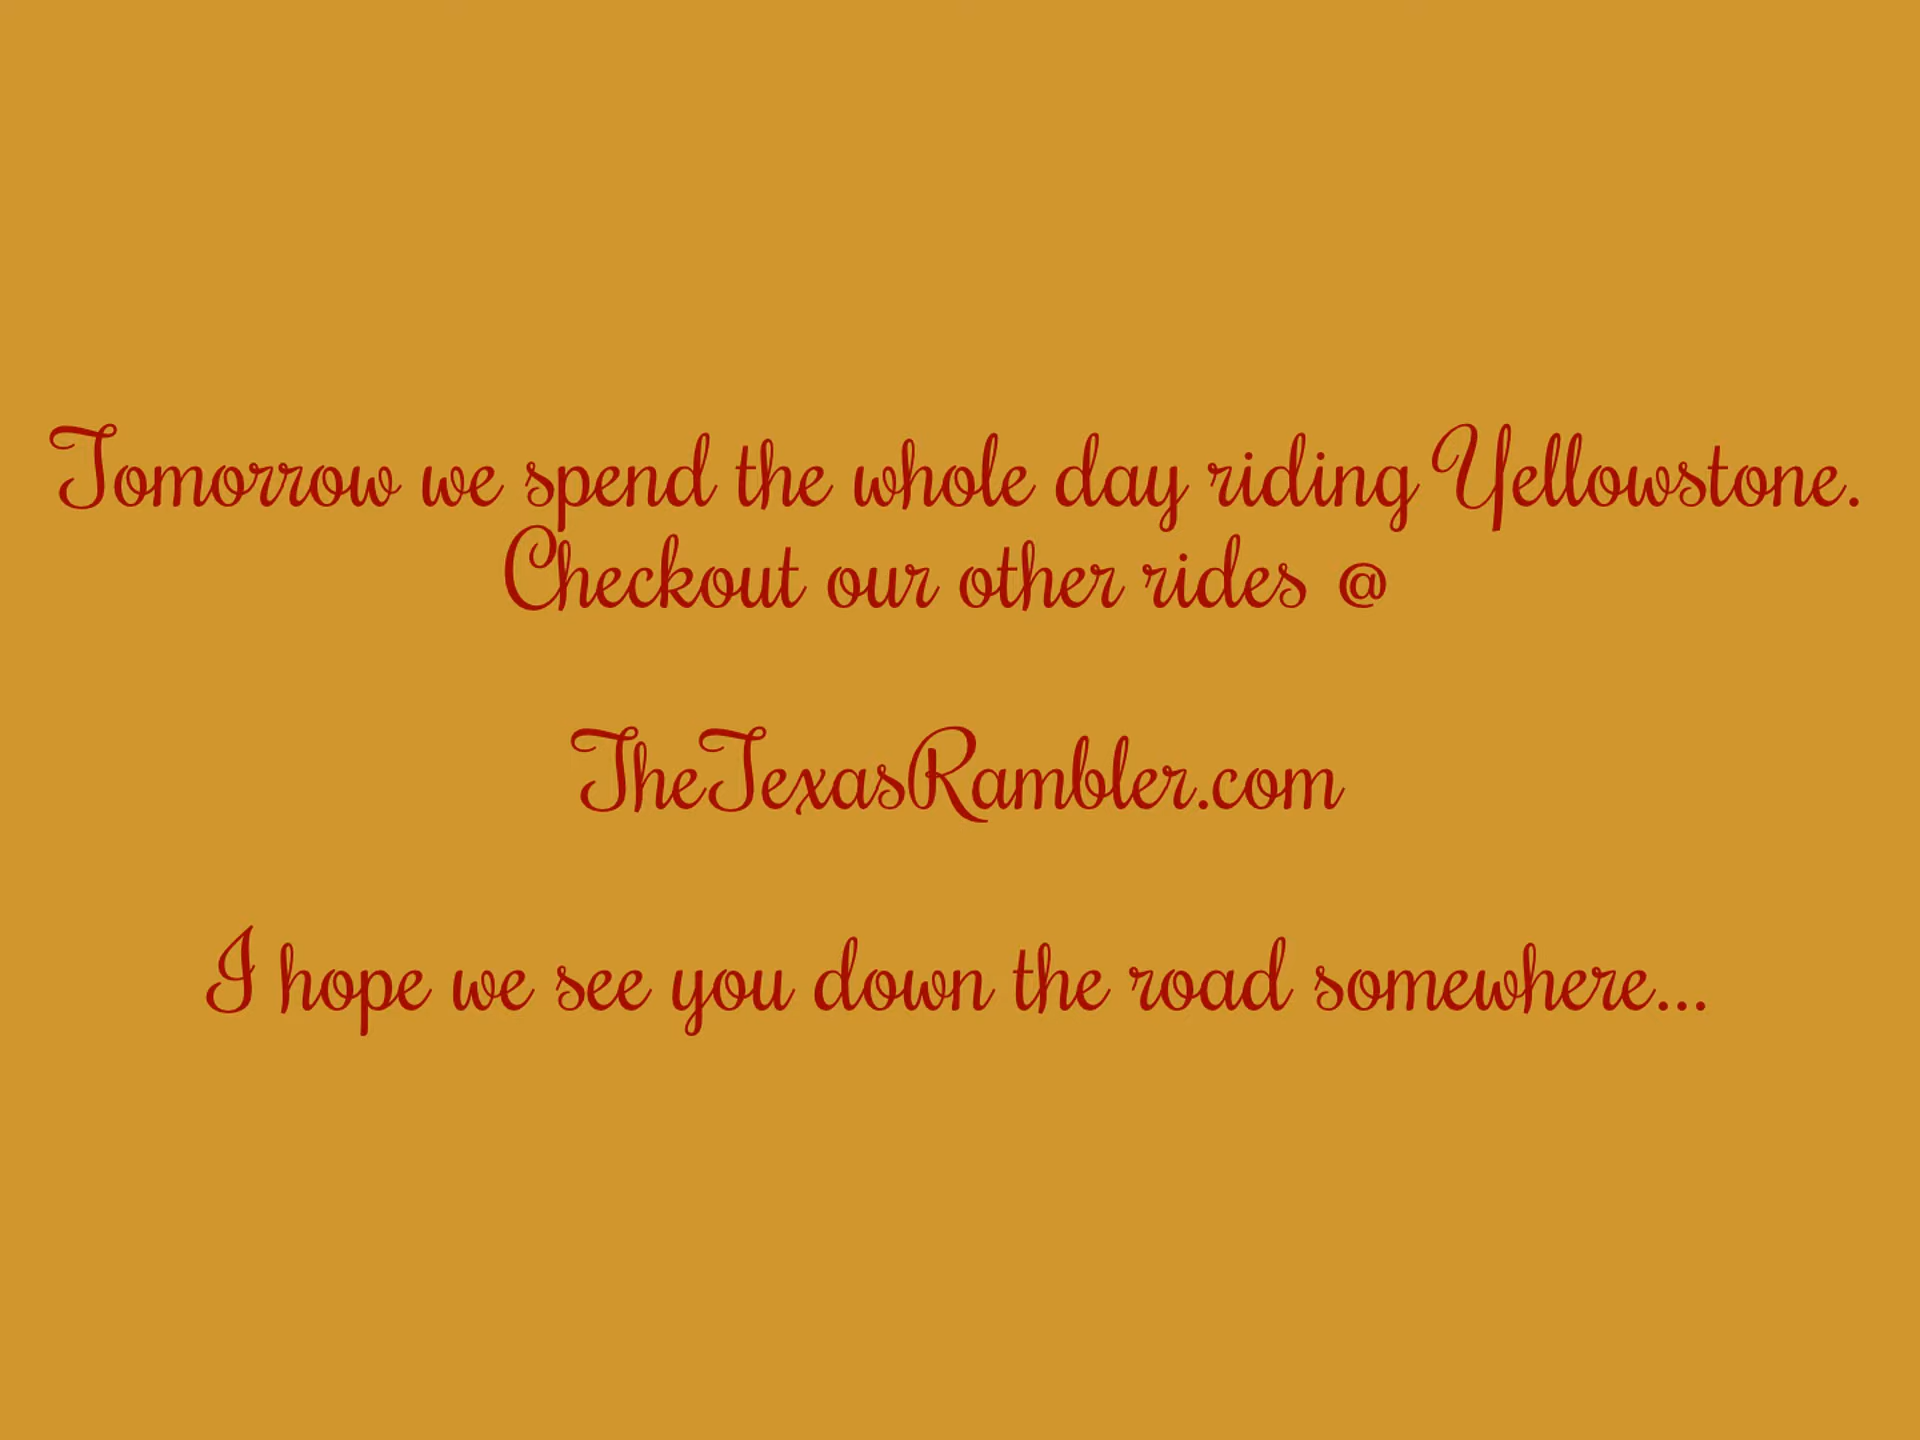 Tomorrow we spend the whole day riding Yellowstone.
Checkout our other rides @
TheTexasRambler.com
I hope we see you down the road somewhere...